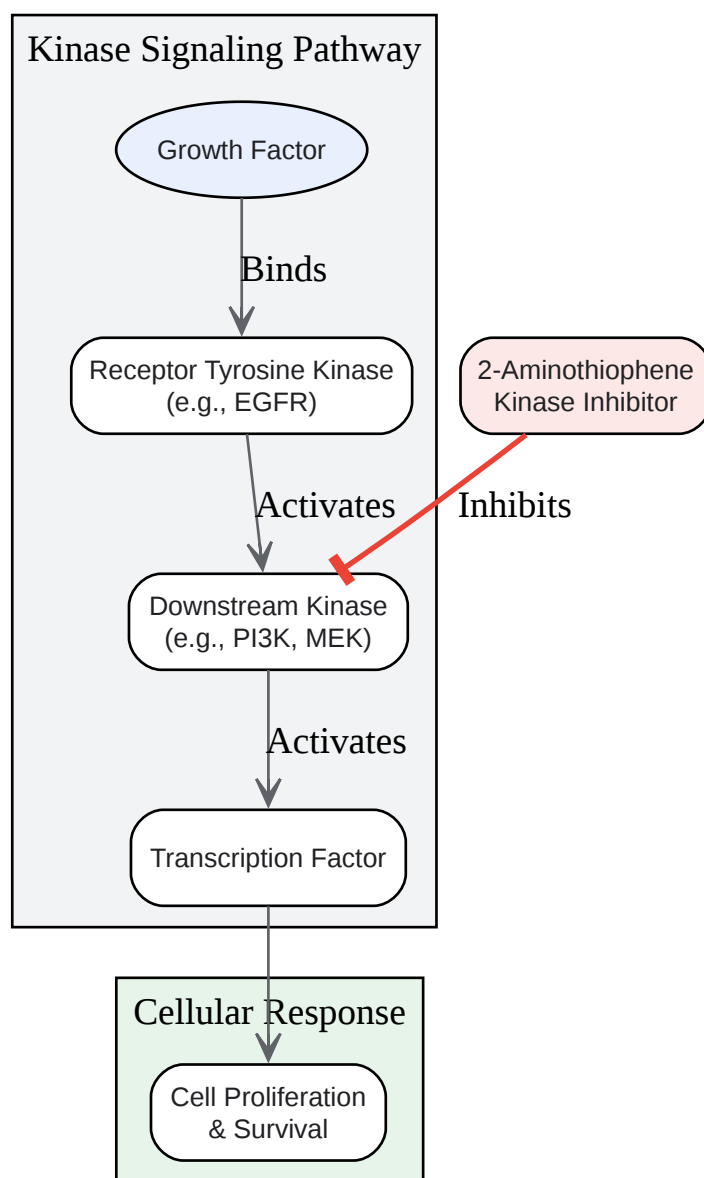 Kinase Signaling Pathway
Growth Factor
Binds
Receptor Tyrosine Kinase
(e.g., EGFR)
2-Aminothiophene
Kinase Inhibitor
Activates
Inhibits
Downstream Kinase
(e.g., PI3K, MEK)
Activates
Transcription Factor
Cellular Response
Cell Proliferation
& Survival